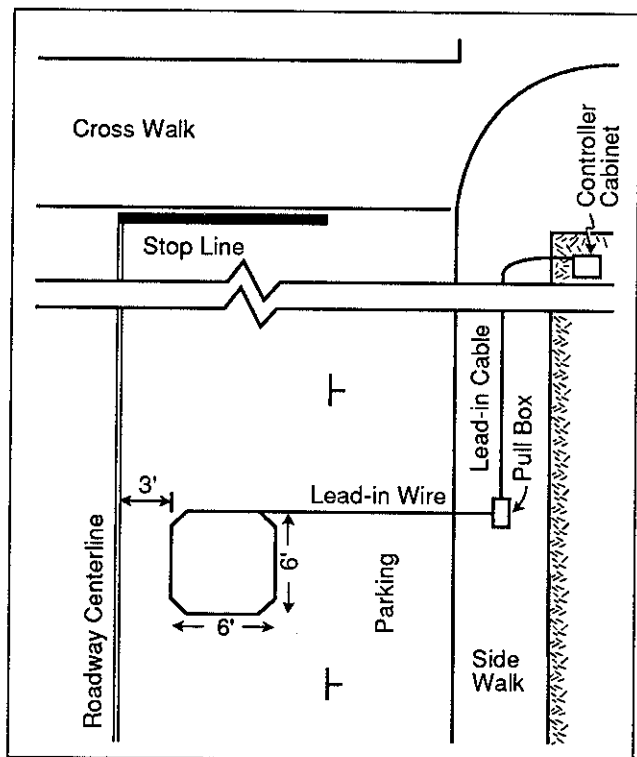 Cross Walk
Controller
Cabinet
Stop Line
Lead-in Cable
Pull Box
3'
Lead-in Wire
6'
6'
Roadway Centerline
Parking
Side
Walk